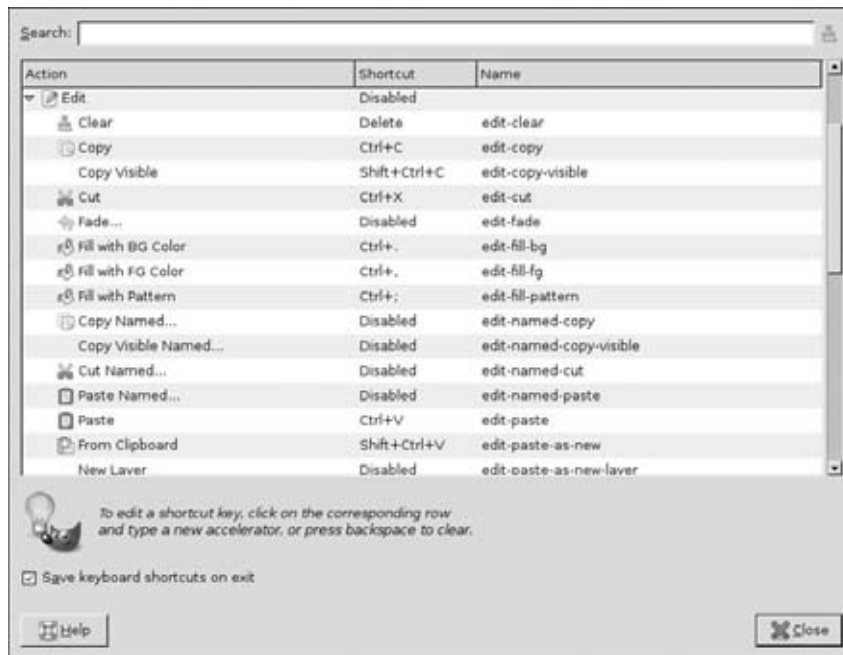 Search:
Action Shortcut Name
Edit Disabled
Clear Delete edit-clear
Copy Ctrl+C edit-copy
Copy Visible Shift+Ctrl+C edit-copy-visible
Cut Ctrl+X edit-cut
Fade... Disabled edit-fade
Fill with BG Color Ctrl+. edit-fill-bg
Fill with FG Color Ctrl+, edit-fill-fg
Fill with Pattern Ctrl+; edit-fill-pattern
Copy Named... Disabled edit-named-copy
Copy Visible Named... Disabled edit-named-copy-visible
Cut Named... Disabled edit-named-cut
Paste Named... Disabled edit-named-paste
Paste Ctrl+V edit-paste
From Clipboard Shift+Ctrl+V edit-paste-as-new
New Layer Disabled edit-paste-as-new-layer
To edit a shortcut key, click on the corresponding row
and type a new accelerator, or press backspace to clear.
Save keyboard shortcuts on exit
Help Close